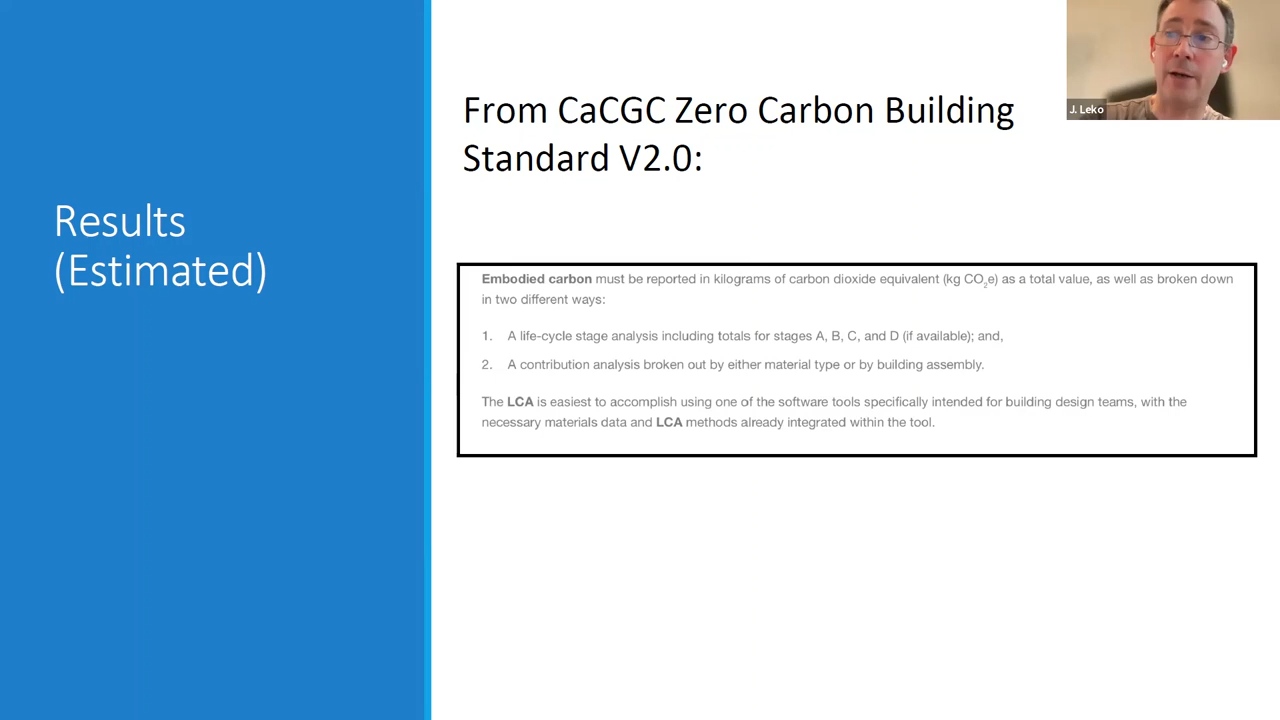 Results
(Estimated)
From CaCGC Zero Carbon Building
Standard V2.0:
J. Leko
Embodied carbon must be reported in kilograms of carbon dioxide equivalent (kg CO2e) as a total value, as well as broken down
in two different ways:
1. A life-cycle stage analysis including totals for stages A, B, C, and D (if available); and,
2. A contribution analysis broken out by either material type or by building assembly.
The LCA is easiest to accomplish using one of the software tools specifically intended for building design teams, with the
necessary materials data and LCA methods already integrated within the tool.